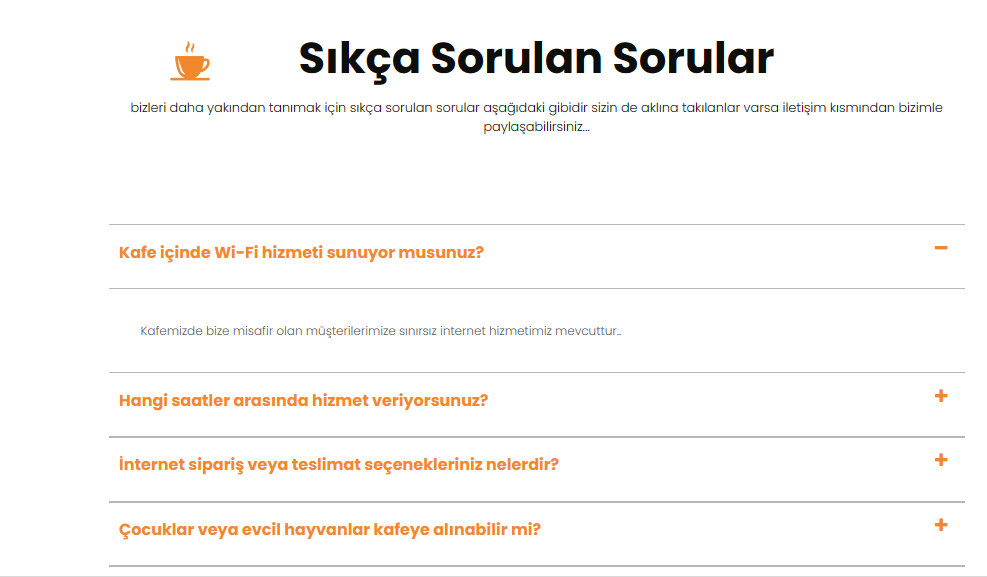 Sıkça Sorulan Sorular
bizleri daha yakından tanımak için sıkça sorulan sorular aşağıdaki gibidir sizin de aklına takılanlar varsa iletişim kısmından bizimle
paylaşabilirsiniz...
Kafe içinde Wi-Fi hizmeti sunuyor musunuz?
Kafemizde bize misafir olan müşterilerimize sınırsız internet hizmetimiz mevcuttur..
Hangi saatler arasında hizmet veriyorsunuz?
İnternet sipariş veya teslimat seçenekleriniz nelerdir?
Çocuklar veya evcil hayvanlar kafeye alınabilir mi?